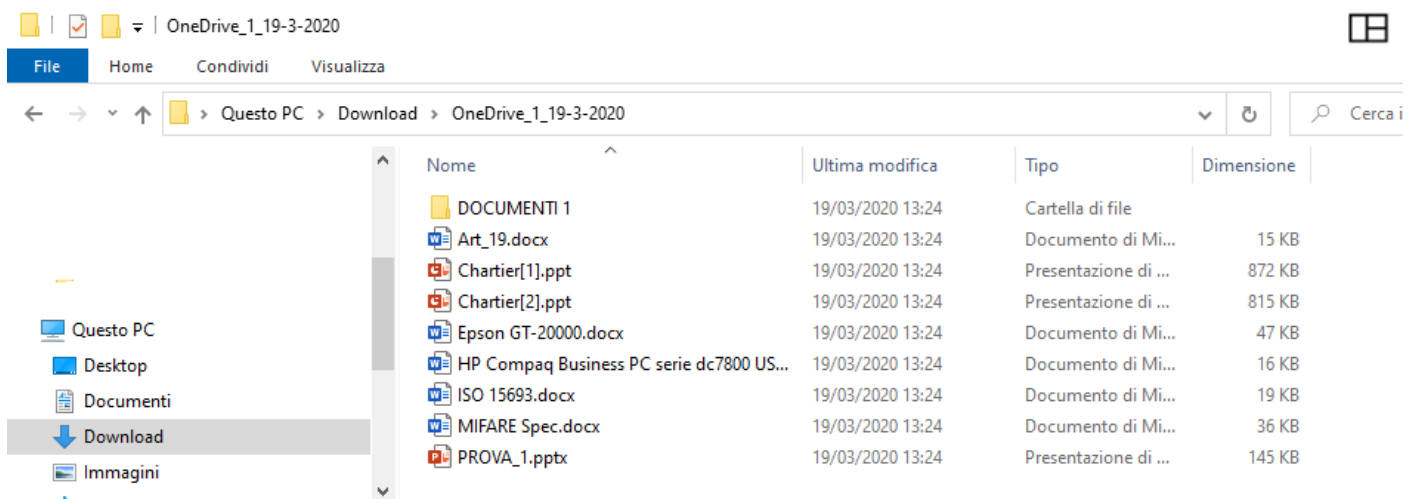 OneDrive_1_19-3-2020
File Home Condividi Visualizza
Questo PC > Download > OneDrive_1_19-3-2020 Cerca i
Nome Ultima modifica Tipo Dimensione
DOCUMENTI 1 19/03/2020 13:24 Cartella di file
Art_19.docx 19/03/2020 13:24 Documento di Mi... 15 KB
Chartier[1].ppt 19/03/2020 13:24 Presentazione di ... 872 KB
Chartier[2].ppt 19/03/2020 13:24 Presentazione di ... 815 KB
Epson GT-20000.docx 19/03/2020 13:24 Documento di Mi... 47 KB
HP Compaq Business PC serie dc7800 US... 19/03/2020 13:24 Documento di Mi... 16 KB
ISO 15693.docx 19/03/2020 13:24 Documento di Mi... 19 KB
MIFARE Spec.docx 19/03/2020 13:24 Documento di Mi... 36 KB
PROVA_1.pptx 19/03/2020 13:24 Presentazione di ... 145 KB
Questo PC
Desktop
Documenti
Download
Immagini